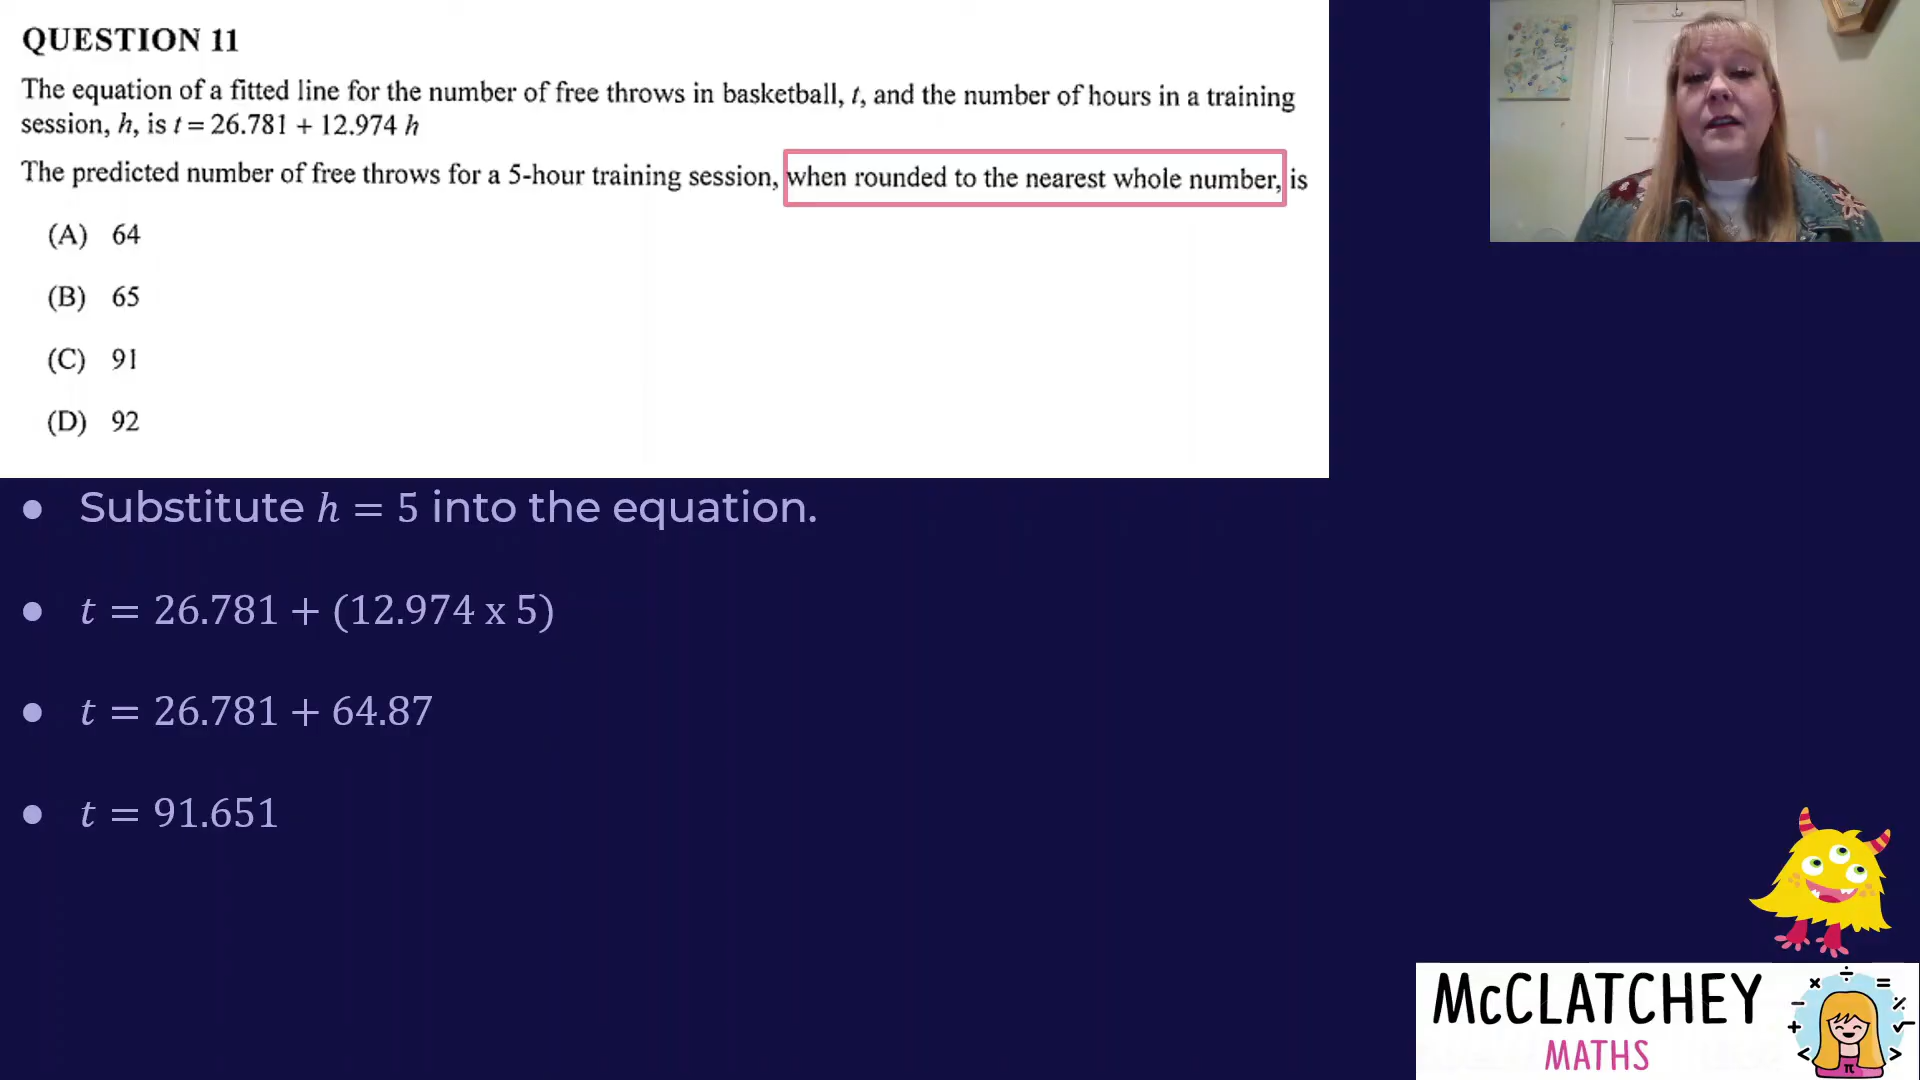 QUESTION 11
The equation of a fitted line for the number of free throws in basketball, t, and the number of hours in a training
session, h, is t = 26.781 + 12.974 h
The predicted number of free throws for a 5-hour training session, when rounded to the nearest whole number, is
(A) 64
(B) 65
(C) 91
(D) 92
● Substitute h = 5 into the equation.
● t = 26.781 + (12.974 x 5)
● t = 26.781 + 64.87
● t = 91.651
McCLATCHEY
MATHS
× ÷ = − % + √ < > π